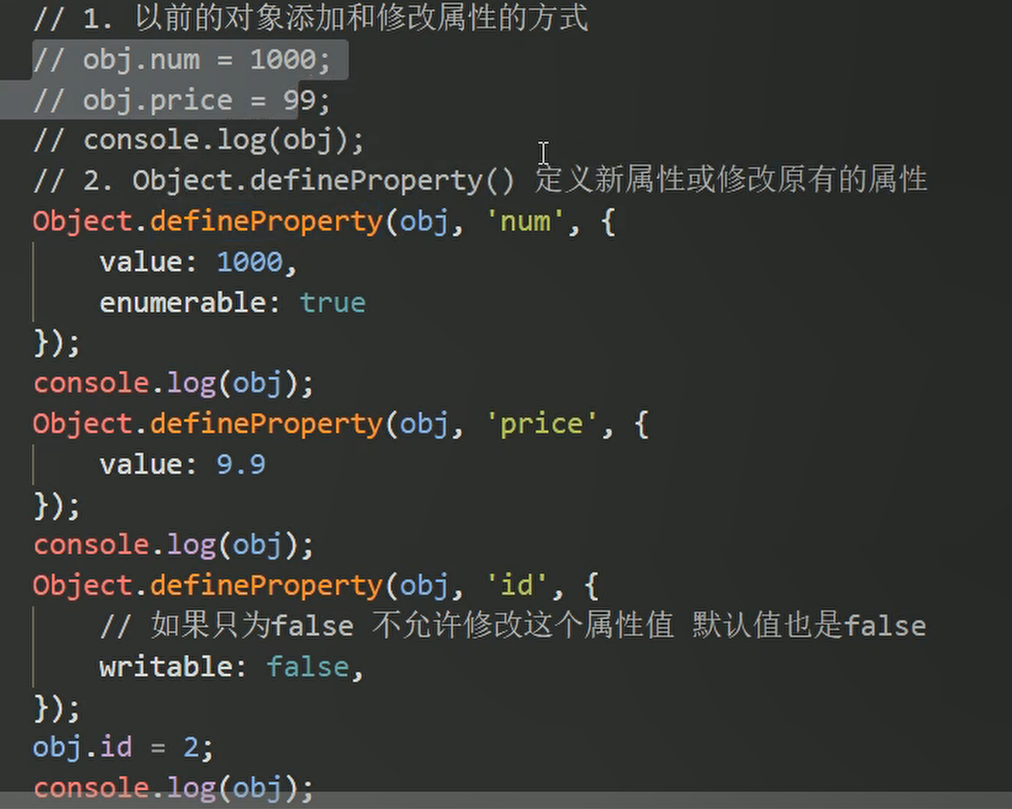 // 1. 以前的对象添加和修改属性的方式
// obj.num = 1000;
// obj.price = 99;
// console.log(obj);
// 2. Object.defineProperty() 定义新属性或修改原有的属性
Object.defineProperty(obj, 'num', {
    value: 1000,
    enumerable: true
});
console.log(obj);
Object.defineProperty(obj, 'price', {
    value: 9.9
});
console.log(obj);
Object.defineProperty(obj, 'id', {
    // 如果只为false 不允许修改这个属性值 默认值也是false
    writable: false,
});
obj.id = 2;
console.log(obj);